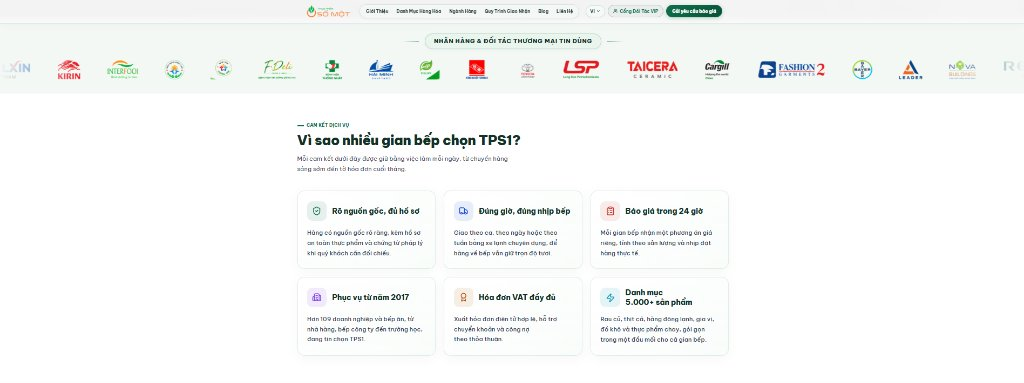 SỐ MỘT
Giới Thiệu Danh Mục Hàng Hóa Ngành Hàng Quy Trình Giao Nhận Blog Liên Hệ
VI
Cổng Đối Tác VIP
Gửi yêu cầu báo giá
NHÃN HÀNG & ĐỐI TÁC THƯƠNG MẠI TIN DÙNG
LXIN
KIRIN
INTERFOOD
F-Deli
HẢI MINH
LSP
TAICERA
CERAMIC
Cargill
FASHION 2
GARMENTS
BAYER
LEADER
NOVA
BUILDING
CAM KẾT DỊCH VỤ
Vì sao nhiều gian bếp chọn TPS1?
Mỗi cam kết dưới đây được giữ bằng việc làm mỗi ngày, từ chuyến hàng
sáng sớm đến tờ hóa đơn cuối tháng.
Rõ nguồn gốc, đủ hồ sơ
Hàng có nguồn gốc rõ ràng, kèm hồ sơ
an toàn thực phẩm và chứng từ pháp lý
khi quý khách cần đối chiếu.
Đúng giờ, đúng nhịp bếp
Giao theo ca, theo ngày hoặc theo
tuần bằng xe lạnh chuyên dụng, để
hàng về bếp vẫn giữ trọn độ tươi.
Báo giá trong 24 giờ
Mỗi gian bếp nhận một phương án giá
riêng, tính theo sản lượng và nhịp đặt
hàng thực tế.
Phục vụ từ năm 2017
Hơn 109 doanh nghiệp và bếp ăn, từ
nhà hàng, bếp công ty đến trường học,
đang tin chọn TPS1.
Hóa đơn VAT đầy đủ
Xuất hóa đơn điện tử hợp lệ, hỗ trợ
chuyển khoản và công nợ
theo thỏa thuận.
Danh mục
5.000+ sản phẩm
Rau củ, thịt cá, hàng đông lạnh, gia vị,
đồ khô và thực phẩm chay, gói gọn
trong một đầu mối cho cả gian bếp.